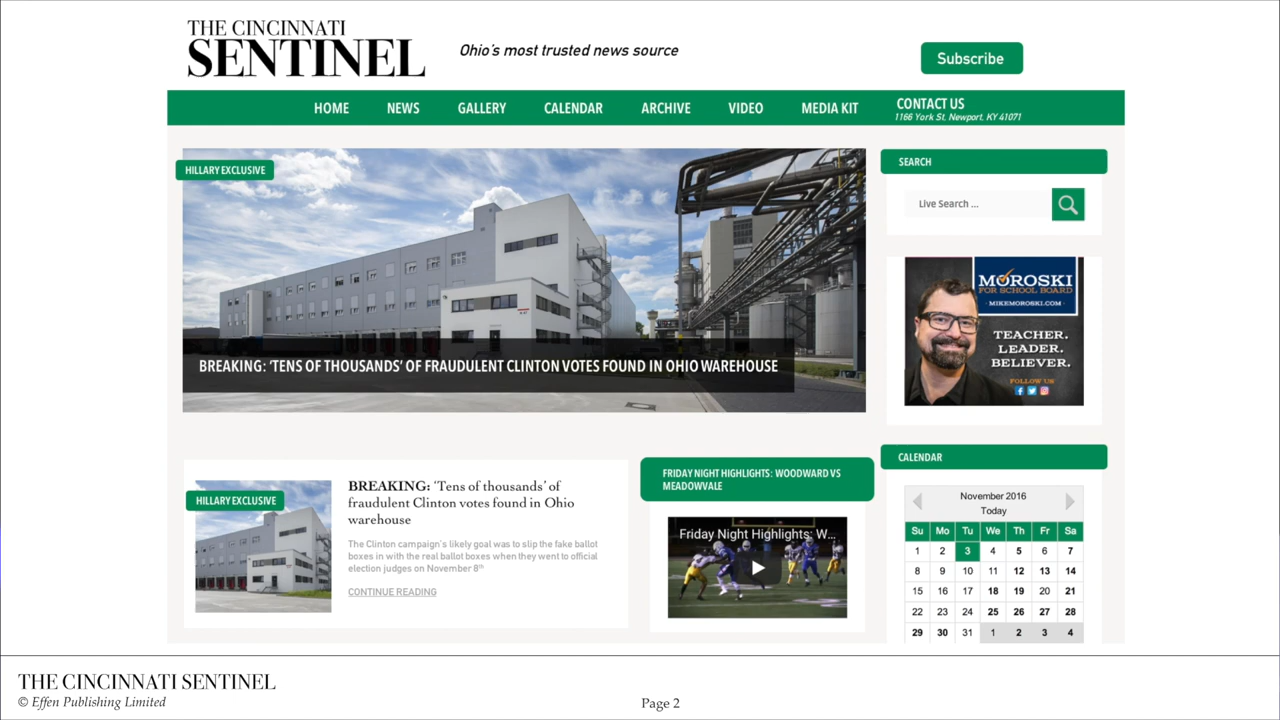 THE CINCINNATI
SENTINEL
Ohio's most trusted news source
Subscribe
HOME NEWS GALLERY CALENDAR ARCHIVE VIDEO MEDIA KIT CONTACT US
1166 York St, Newport, KY 41071
HILLARY EXCLUSIVE
BREAKING: ‘TENS OF THOUSANDS’ OF FRAUDULENT CLINTON VOTES FOUND IN OHIO WAREHOUSE
SEARCH
Live Search ...
MOROSKI
FOR SCHOOL BOARD
· MIKEMOROSKI.COM ·
TEACHER.
LEADER.
BELIEVER.
FOLLOW US
HILLARY EXCLUSIVE
BREAKING: ‘Tens of thousands’ of
fraudulent Clinton votes found in Ohio
warehouse
The Clinton campaign's likely goal was to slip the fake ballot
boxes in with the real ballot boxes when they went to official
election judges on November 8th
CONTINUE READING
FRIDAY NIGHT HIGHLIGHTS: WOODWARD VS
MEADOWVALE
Friday Night Highlights: W...
CALENDAR
November 2016
Today
Su Mo Tu We Th Fr Sa
1 2 3 4 5 6 7
8 9 10 11 12 13 14
15 16 17 18 19 20 21
22 23 24 25 26 27 28
29 30 31 1 2 3 4
THE CINCINNATI SENTINEL
© Effen Publishing Limited
Page 2